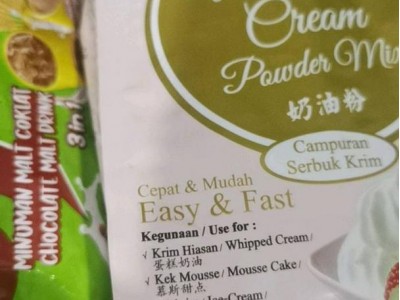 Cream
Powder Mix
奶油粉
Campuran
Serbuk Krim
Cepat & Mudah
Easy & Fast
Kegunaan / Use for :
√ Krim Hiasan / Whipped Cream /
蛋糕奶油
√ Kek Mousse / Mousse Cake /
慕斯甜点
Ice-Cream /
MINUMAN MALT COKLAT
CHOCOLATE MALT DRINK
3 in 1